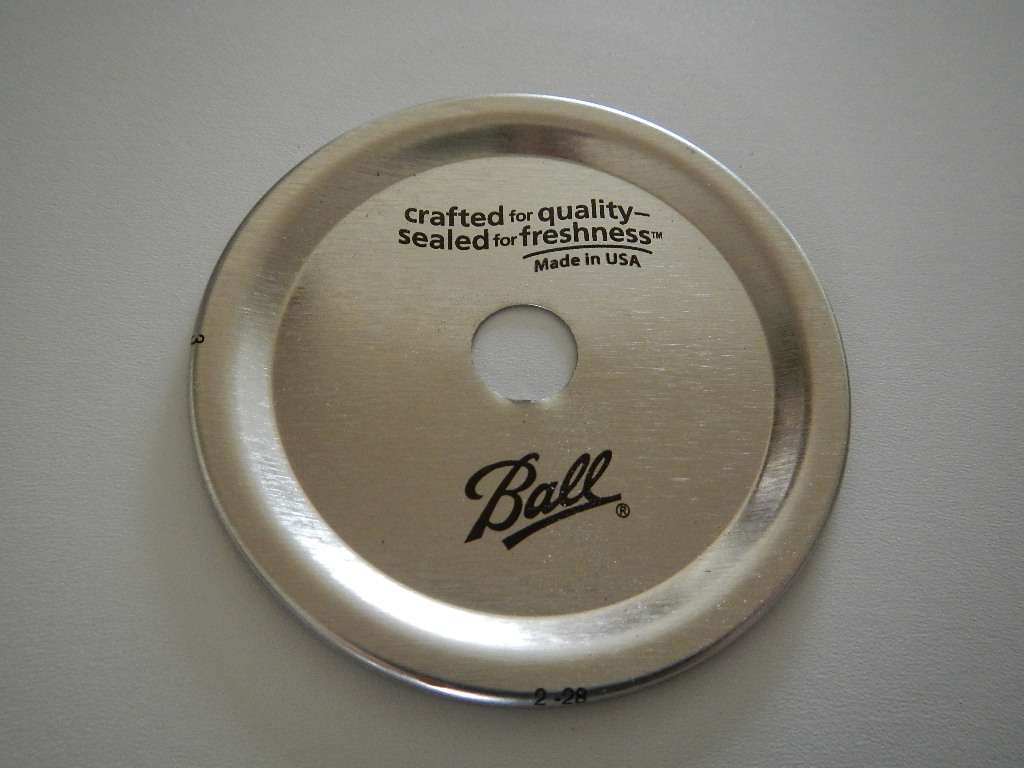 crafted for quality—
sealed for freshness™
Made in USA
3
Ball®
2 -28